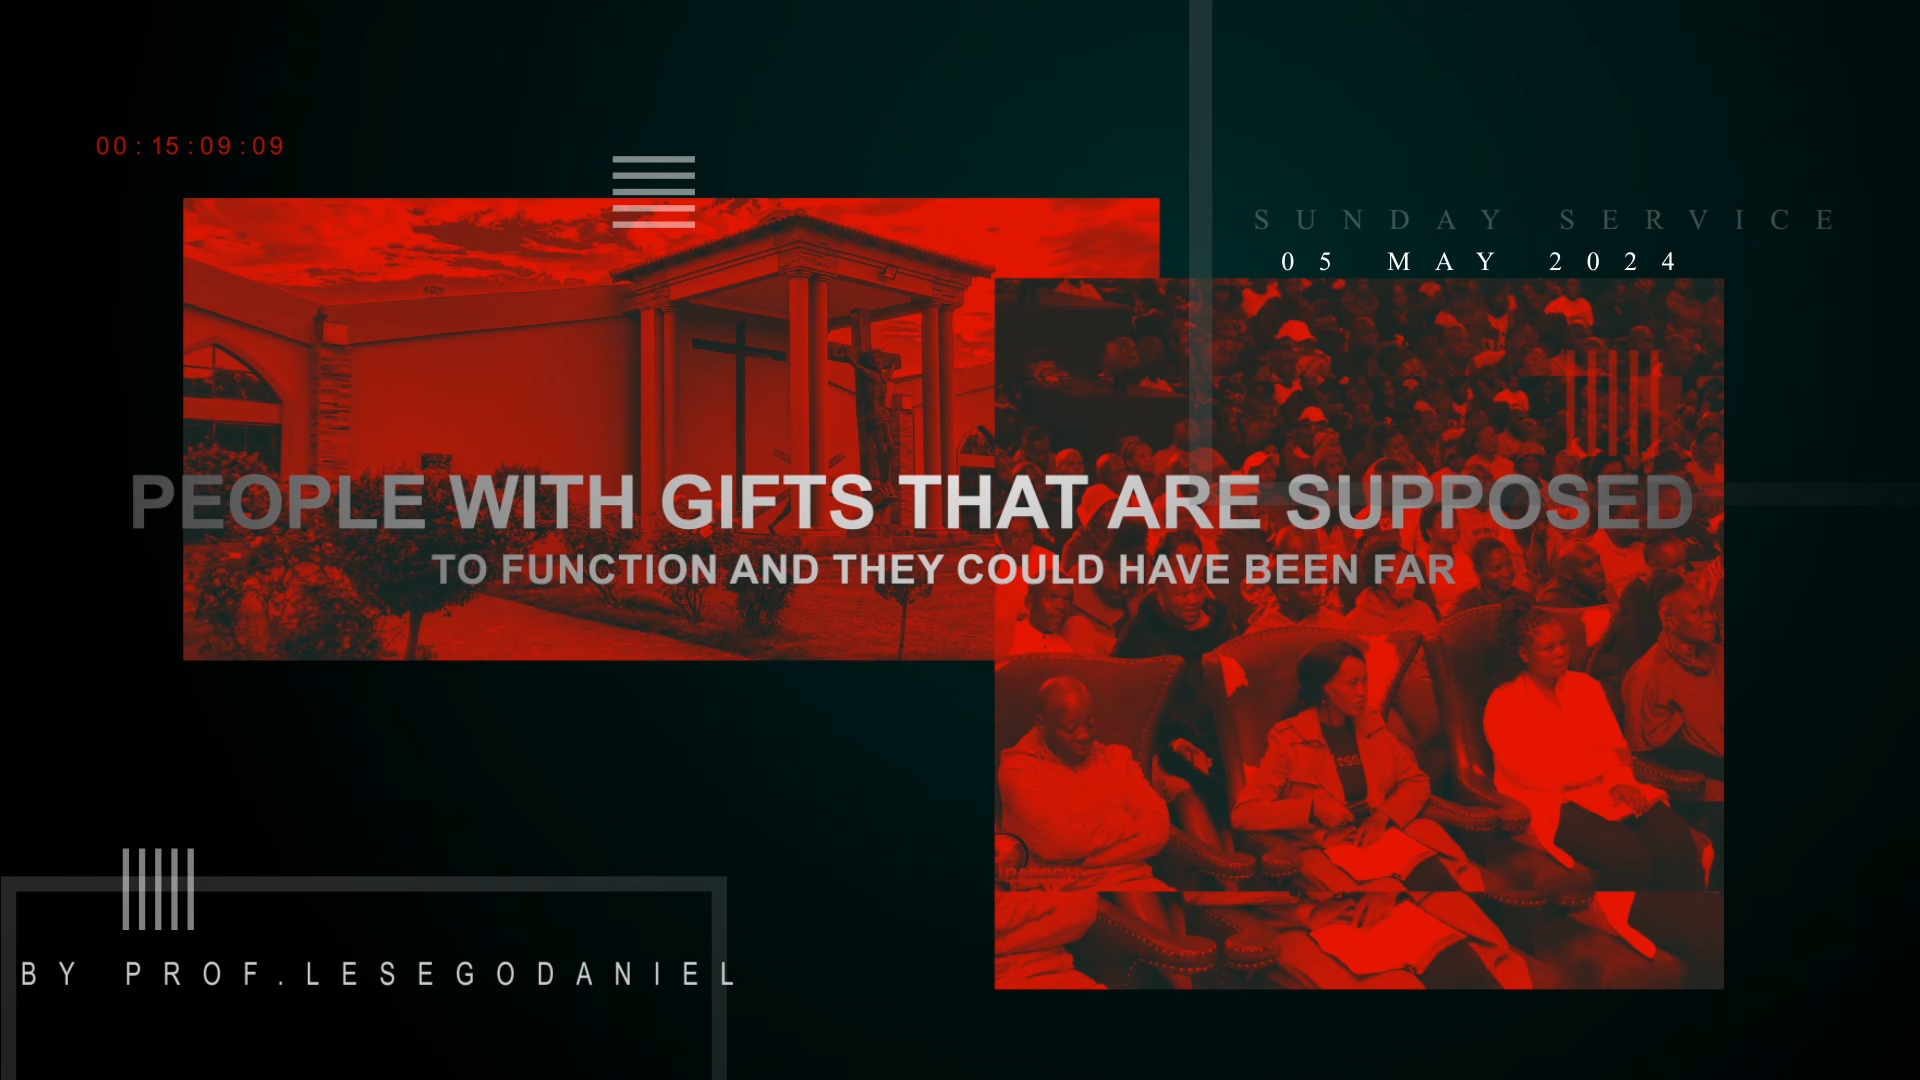 00:15:09:09
SUNDAY SERVICE
05 MAY 2024
PEOPLE WITH GIFTS THAT ARE SUPPOSED
TO FUNCTION AND THEY COULD HAVE BEEN FAR
BY PROF.LESEGODANIEL